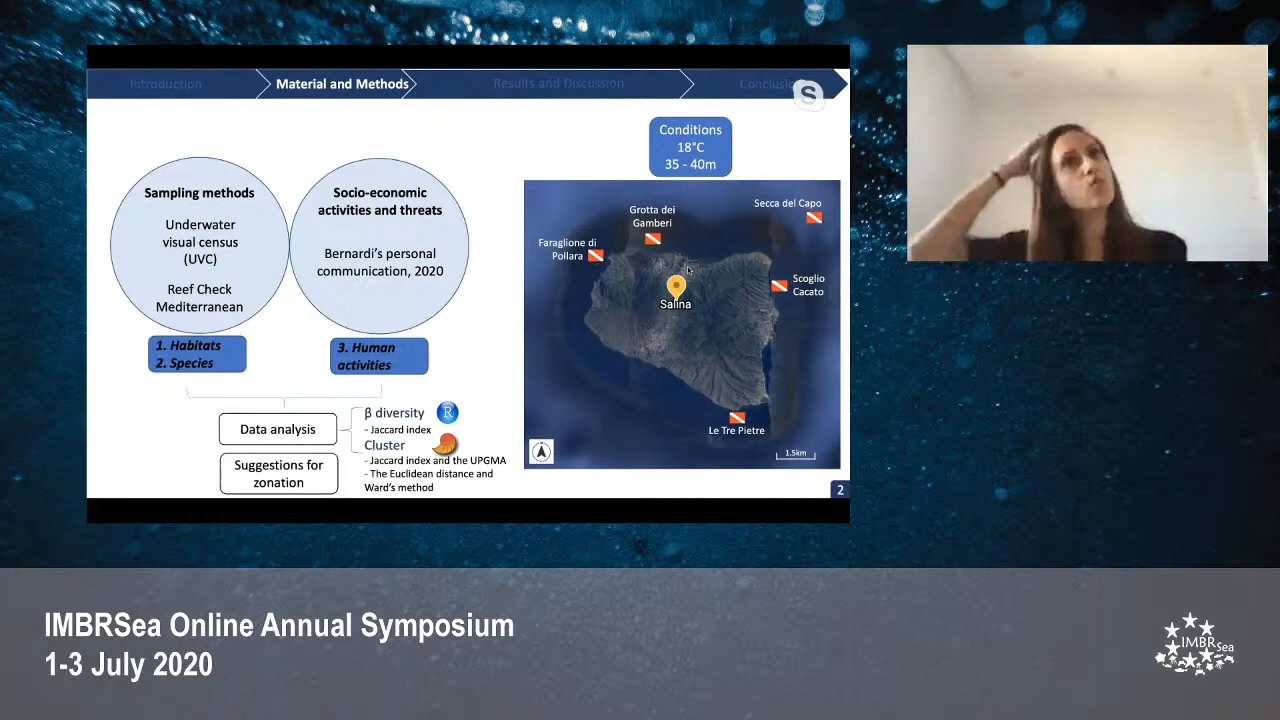 Introduction
Material and Methods
Results and Discussion
S
Conditions
18°C
35 - 40m
Sampling methods
Underwater
visual census
(UVC)
Reef Check
Mediterranean
Socio-economic
activities and threats
Bernardi's personal
communication, 2020
1. Habitats
2. Species
3. Human
activities
Data analysis
Suggestions for
zonation
β diversity
R
- Jaccard index
Cluster
- Jaccard index and the UPGMA
- The Euclidean distance and
Ward's method
Grotta dei
Gamberi
Secca del Capo
Faraglione di
Pollara
Scoglio
Cacato
Salina
Le Tre Pietre
1.5km
2
IMBRSea Online Annual Symposium
1-3 July 2020
IMBRSea